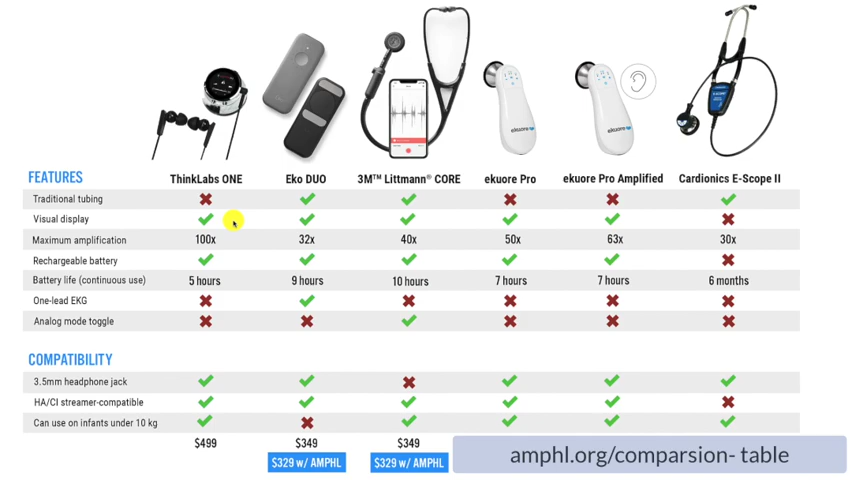 ekuore
ekuore
FEATURES ThinkLabs ONE Eko DUO 3M™ Littmann® CORE ekuore Pro ekuore Pro Amplified Cardionics E-Scope II
Traditional tubing
Visual display
Maximum amplification 100x 32x 40x 50x 63x 30x
Rechargeable battery
Battery life (continuous use) 5 hours 9 hours 10 hours 7 hours 7 hours 6 months
One-lead EKG
Analog mode toggle
COMPATIBILITY
3.5mm headphone jack
HA/CI streamer-compatible
Can use on infants under 10 kg
$499 $349 $349
$329 w/ AMPHL $329 w/ AMPHL
amphl.org/comparsion- table